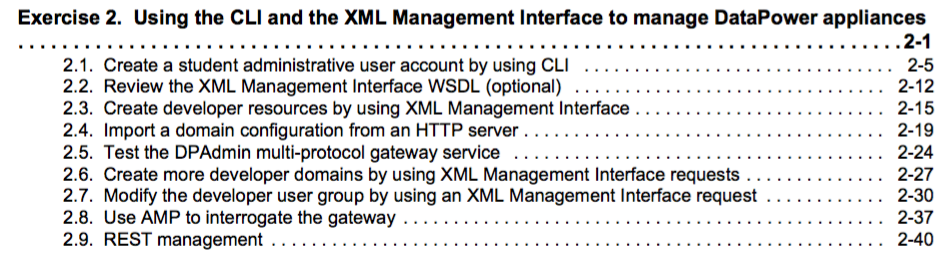 Exercise 2. Using the CLI and the XML Management Interface to manage DataPower appliances
. . . . . . . . . . . . . . . . . . . . . . . . . . . . . . . . . . . . . . . . . . . . . . . . . . . . . . . . . . . . . . . . . . . . . . . . . . . . . . . . . . . . . 2-1
2.1. Create a student administrative user account by using CLI . . . . . . . . . . . . . . . . . . . . . . . . . . . . . . 2-5
2.2. Review the XML Management Interface WSDL (optional) . . . . . . . . . . . . . . . . . . . . . . . . . . . . . . 2-12
2.3. Create developer resources by using XML Management Interface . . . . . . . . . . . . . . . . . . . . . . . . 2-15
2.4. Import a domain configuration from an HTTP server . . . . . . . . . . . . . . . . . . . . . . . . . . . . . . . . . . . 2-19
2.5. Test the DPAdmin multi-protocol gateway service . . . . . . . . . . . . . . . . . . . . . . . . . . . . . . . . . . . . 2-24
2.6. Create more developer domains by using XML Management Interface requests . . . . . . . . . . . . . . 2-27
2.7. Modify the developer user group by using an XML Management Interface request . . . . . . . . . . . . 2-30
2.8. Use AMP to interrogate the gateway . . . . . . . . . . . . . . . . . . . . . . . . . . . . . . . . . . . . . . . . . . . . . . . 2-37
2.9. REST management . . . . . . . . . . . . . . . . . . . . . . . . . . . . . . . . . . . . . . . . . . . . . . . . . . . . . . . . . . . . 2-40